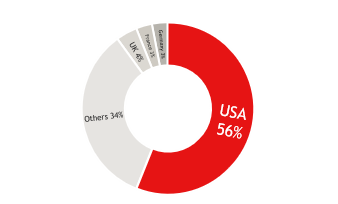 USA
56%
Others 34%
UK 4%
France 3%
Germany 3%